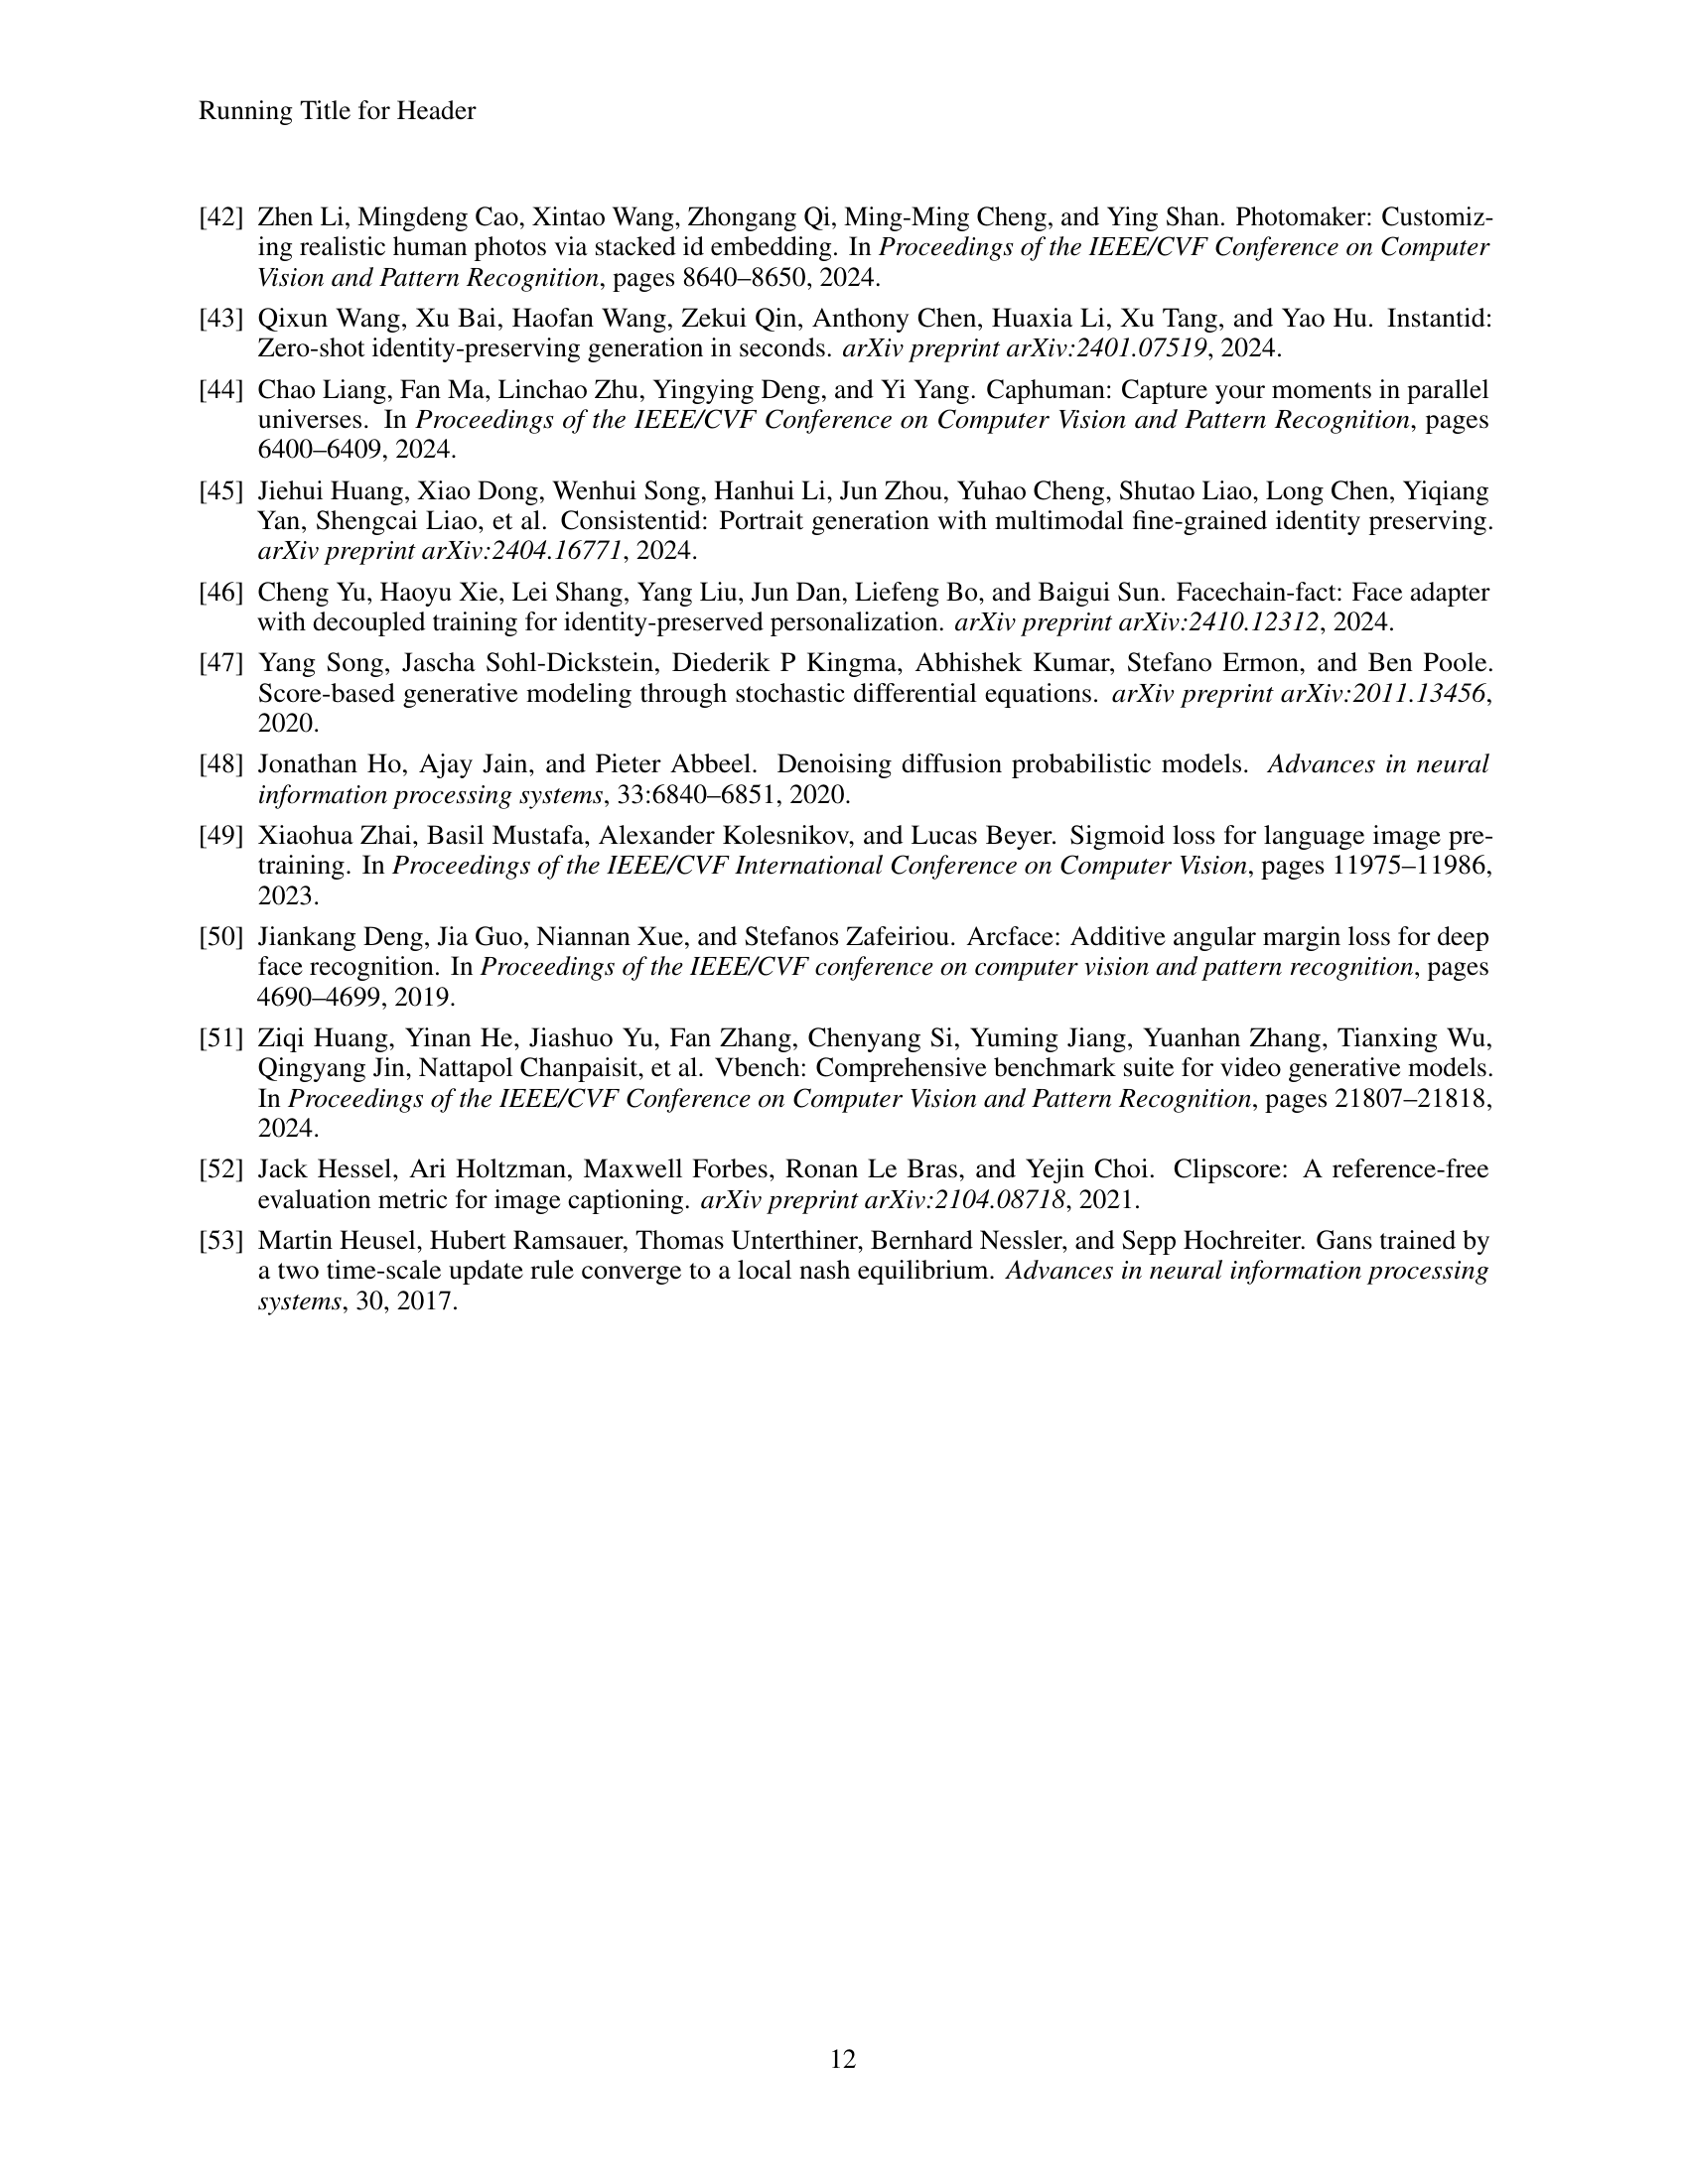 Running Title for Header
[42] Zhen Li, Mingdeng Cao, Xintao Wang, Zhongang Qi, Ming-Ming Cheng, and Ying Shan. Photomaker: Customiz-
ing realistic human photos via stacked id embedding. In Proceedings of the IEEE/CVF Conference on Computer
Vision and Pattern Recognition, pages 8640–8650, 2024.
[43] Qixun Wang, Xu Bai, Haofan Wang, Zekui Qin, Anthony Chen, Huaxia Li, Xu Tang, and Yao Hu. Instantid:
Zero-shot identity-preserving generation in seconds. arXiv preprint arXiv:2401.07519, 2024.
[44] Chao Liang, Fan Ma, Linchao Zhu, Yingying Deng, and Yi Yang. Caphuman: Capture your moments in parallel
universes. In Proceedings of the IEEE/CVF Conference on Computer Vision and Pattern Recognition, pages
6400–6409, 2024.
[45] Jiehui Huang, Xiao Dong, Wenhui Song, Hanhui Li, Jun Zhou, Yuhao Cheng, Shutao Liao, Long Chen, Yiqiang
Yan, Shengcai Liao, et al. Consistentid: Portrait generation with multimodal fine-grained identity preserving.
arXiv preprint arXiv:2404.16771, 2024.
[46] Cheng Yu, Haoyu Xie, Lei Shang, Yang Liu, Jun Dan, Liefeng Bo, and Baigui Sun. Facechain-fact: Face adapter
with decoupled training for identity-preserved personalization. arXiv preprint arXiv:2410.12312, 2024.
[47] Yang Song, Jascha Sohl-Dickstein, Diederik P Kingma, Abhishek Kumar, Stefano Ermon, and Ben Poole.
Score-based generative modeling through stochastic differential equations. arXiv preprint arXiv:2011.13456,
2020.
[48] Jonathan Ho, Ajay Jain, and Pieter Abbeel. Denoising diffusion probabilistic models. Advances in neural
information processing systems, 33:6840–6851, 2020.
[49] Xiaohua Zhai, Basil Mustafa, Alexander Kolesnikov, and Lucas Beyer. Sigmoid loss for language image pre-
training. In Proceedings of the IEEE/CVF International Conference on Computer Vision, pages 11975–11986,
2023.
[50] Jiankang Deng, Jia Guo, Niannan Xue, and Stefanos Zafeiriou. Arcface: Additive angular margin loss for deep
face recognition. In Proceedings of the IEEE/CVF conference on computer vision and pattern recognition, pages
4690–4699, 2019.
[51] Ziqi Huang, Yinan He, Jiashuo Yu, Fan Zhang, Chenyang Si, Yuming Jiang, Yuanhan Zhang, Tianxing Wu,
Qingyang Jin, Nattapol Chanpaisit, et al. Vbench: Comprehensive benchmark suite for video generative models.
In Proceedings of the IEEE/CVF Conference on Computer Vision and Pattern Recognition, pages 21807–21818,
2024.
[52] Jack Hessel, Ari Holtzman, Maxwell Forbes, Ronan Le Bras, and Yejin Choi. Clipscore: A reference-free
evaluation metric for image captioning. arXiv preprint arXiv:2104.08718, 2021.
[53] Martin Heusel, Hubert Ramsauer, Thomas Unterthiner, Bernhard Nessler, and Sepp Hochreiter. Gans trained by
a two time-scale update rule converge to a local nash equilibrium. Advances in neural information processing
systems, 30, 2017.
12